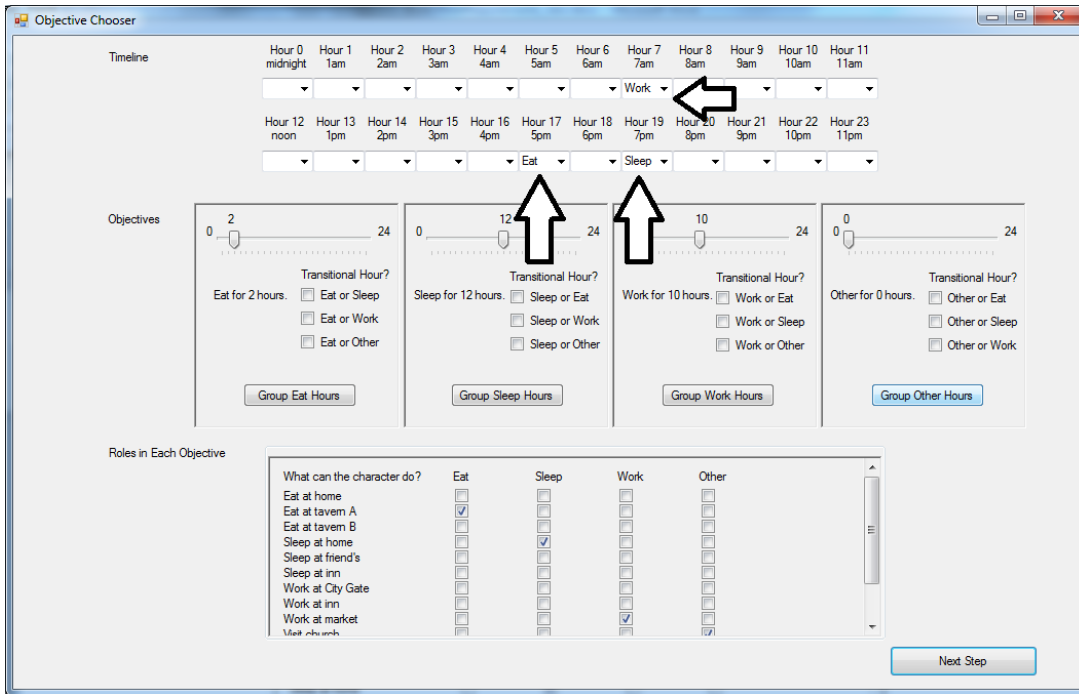 Objective Chooser
Timeline
Hour 0 Hour 1 Hour 2 Hour 3 Hour 4 Hour 5 Hour 6 Hour 7 Hour 8 Hour 9 Hour 10 Hour 11
midnight 1am 2am 3am 4am 5am 6am 7am 8am 9am 10am 11am
Work
Hour 12 Hour 13 Hour 14 Hour 15 Hour 16 Hour 17 Hour 18 Hour 19 Hour 20 Hour 21 Hour 22 Hour 23
noon 1pm 2pm 3pm 4pm 5pm 6pm 7pm 8pm 9pm 10pm 11pm
Eat Sleep
Objectives
2
0 24
Transitional Hour?
Eat for 2 hours.
Eat or Sleep
Eat or Work
Eat or Other
Group Eat Hours
12
0 24
Transitional Hour?
Sleep for 12 hours.
Sleep or Eat
Sleep or Work
Sleep or Other
Group Sleep Hours
10
24
Transitional Hour?
Work for 10 hours.
Work or Eat
Work or Sleep
Work or Other
Group Work Hours
0
0 24
Transitional Hour?
Other for 0 hours.
Other or Eat
Other or Sleep
Other or Work
Group Other Hours
Roles in Each Objective
What can the character do? Eat Sleep Work Other
Eat at home
Eat at tavern A
Eat at tavern B
Sleep at home
Sleep at friend's
Sleep at inn
Work at City Gate
Work at inn
Work at market
Visit church
Next Step